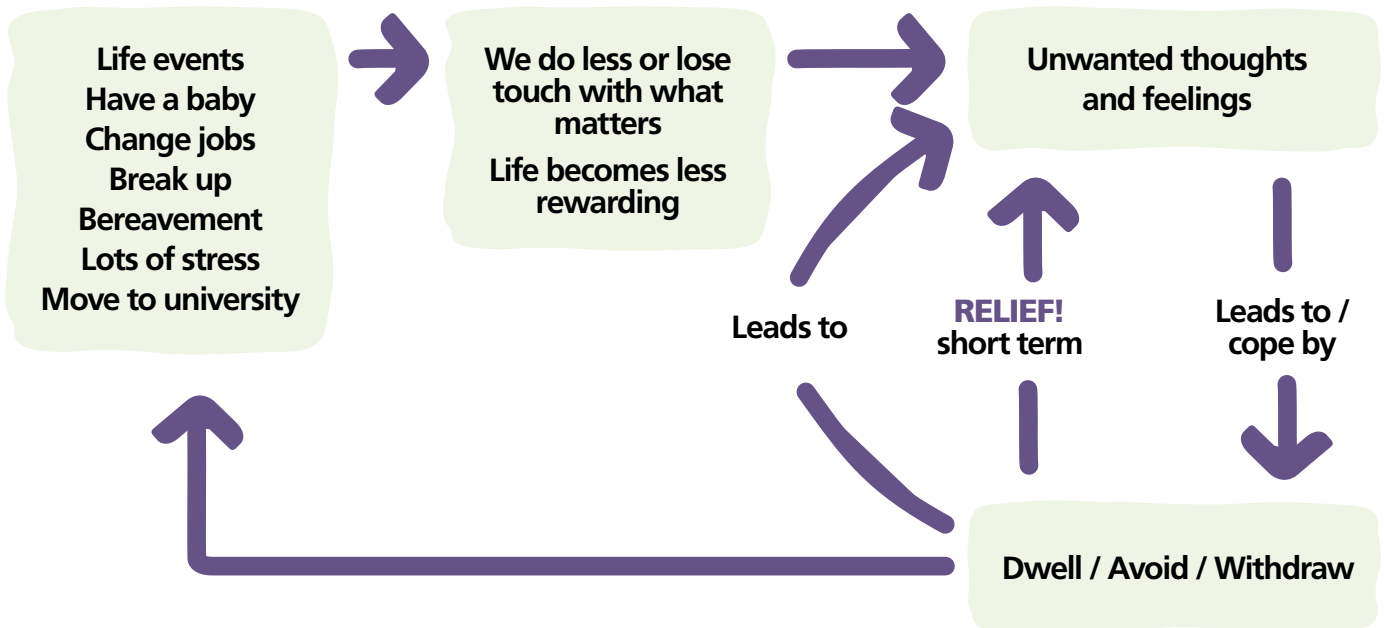 Life events
Have a baby
Change jobs
Break up
Bereavement
Lots of stress
Move to university
We do less or lose
touch with what
matters
Life becomes less
rewarding
Unwanted thoughts
and feelings
Leads to
RELIEF!
short term
Leads to /
cope by
Dwell / Avoid / Withdraw